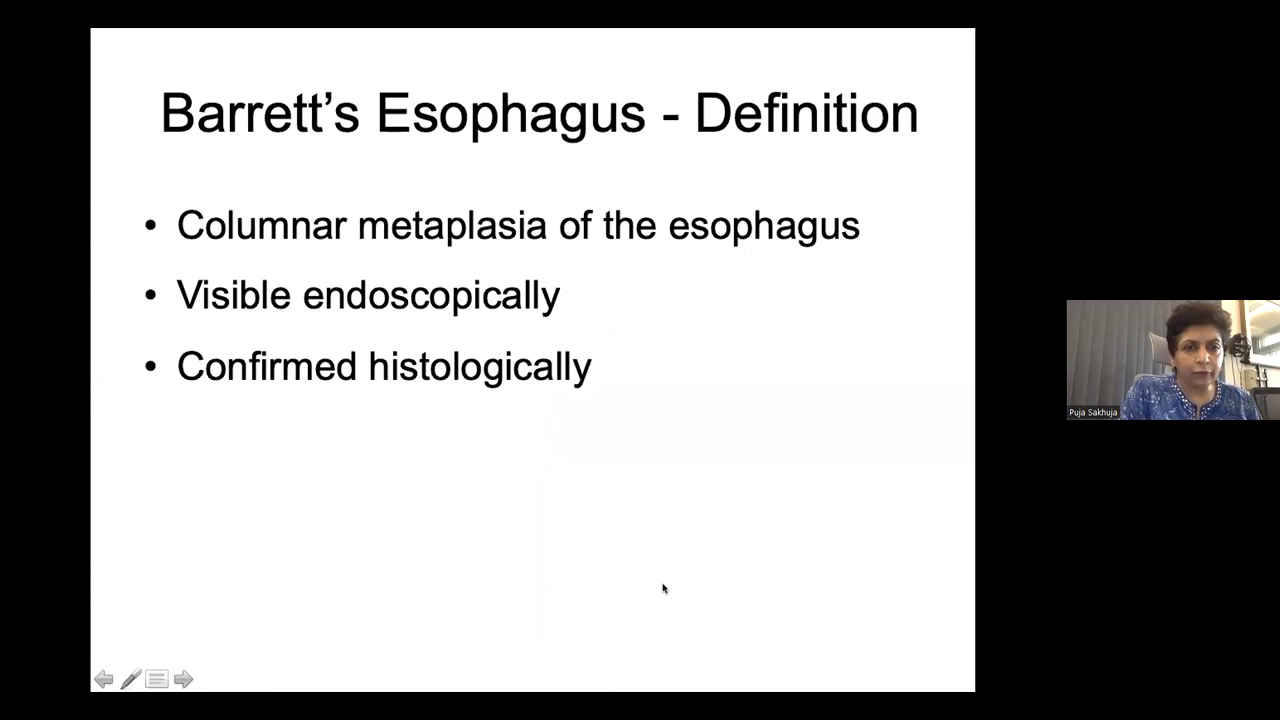 Barrett’s Esophagus - Definition
• Columnar metaplasia of the esophagus
• Visible endoscopically
• Confirmed histologically
Puja Sakhuja